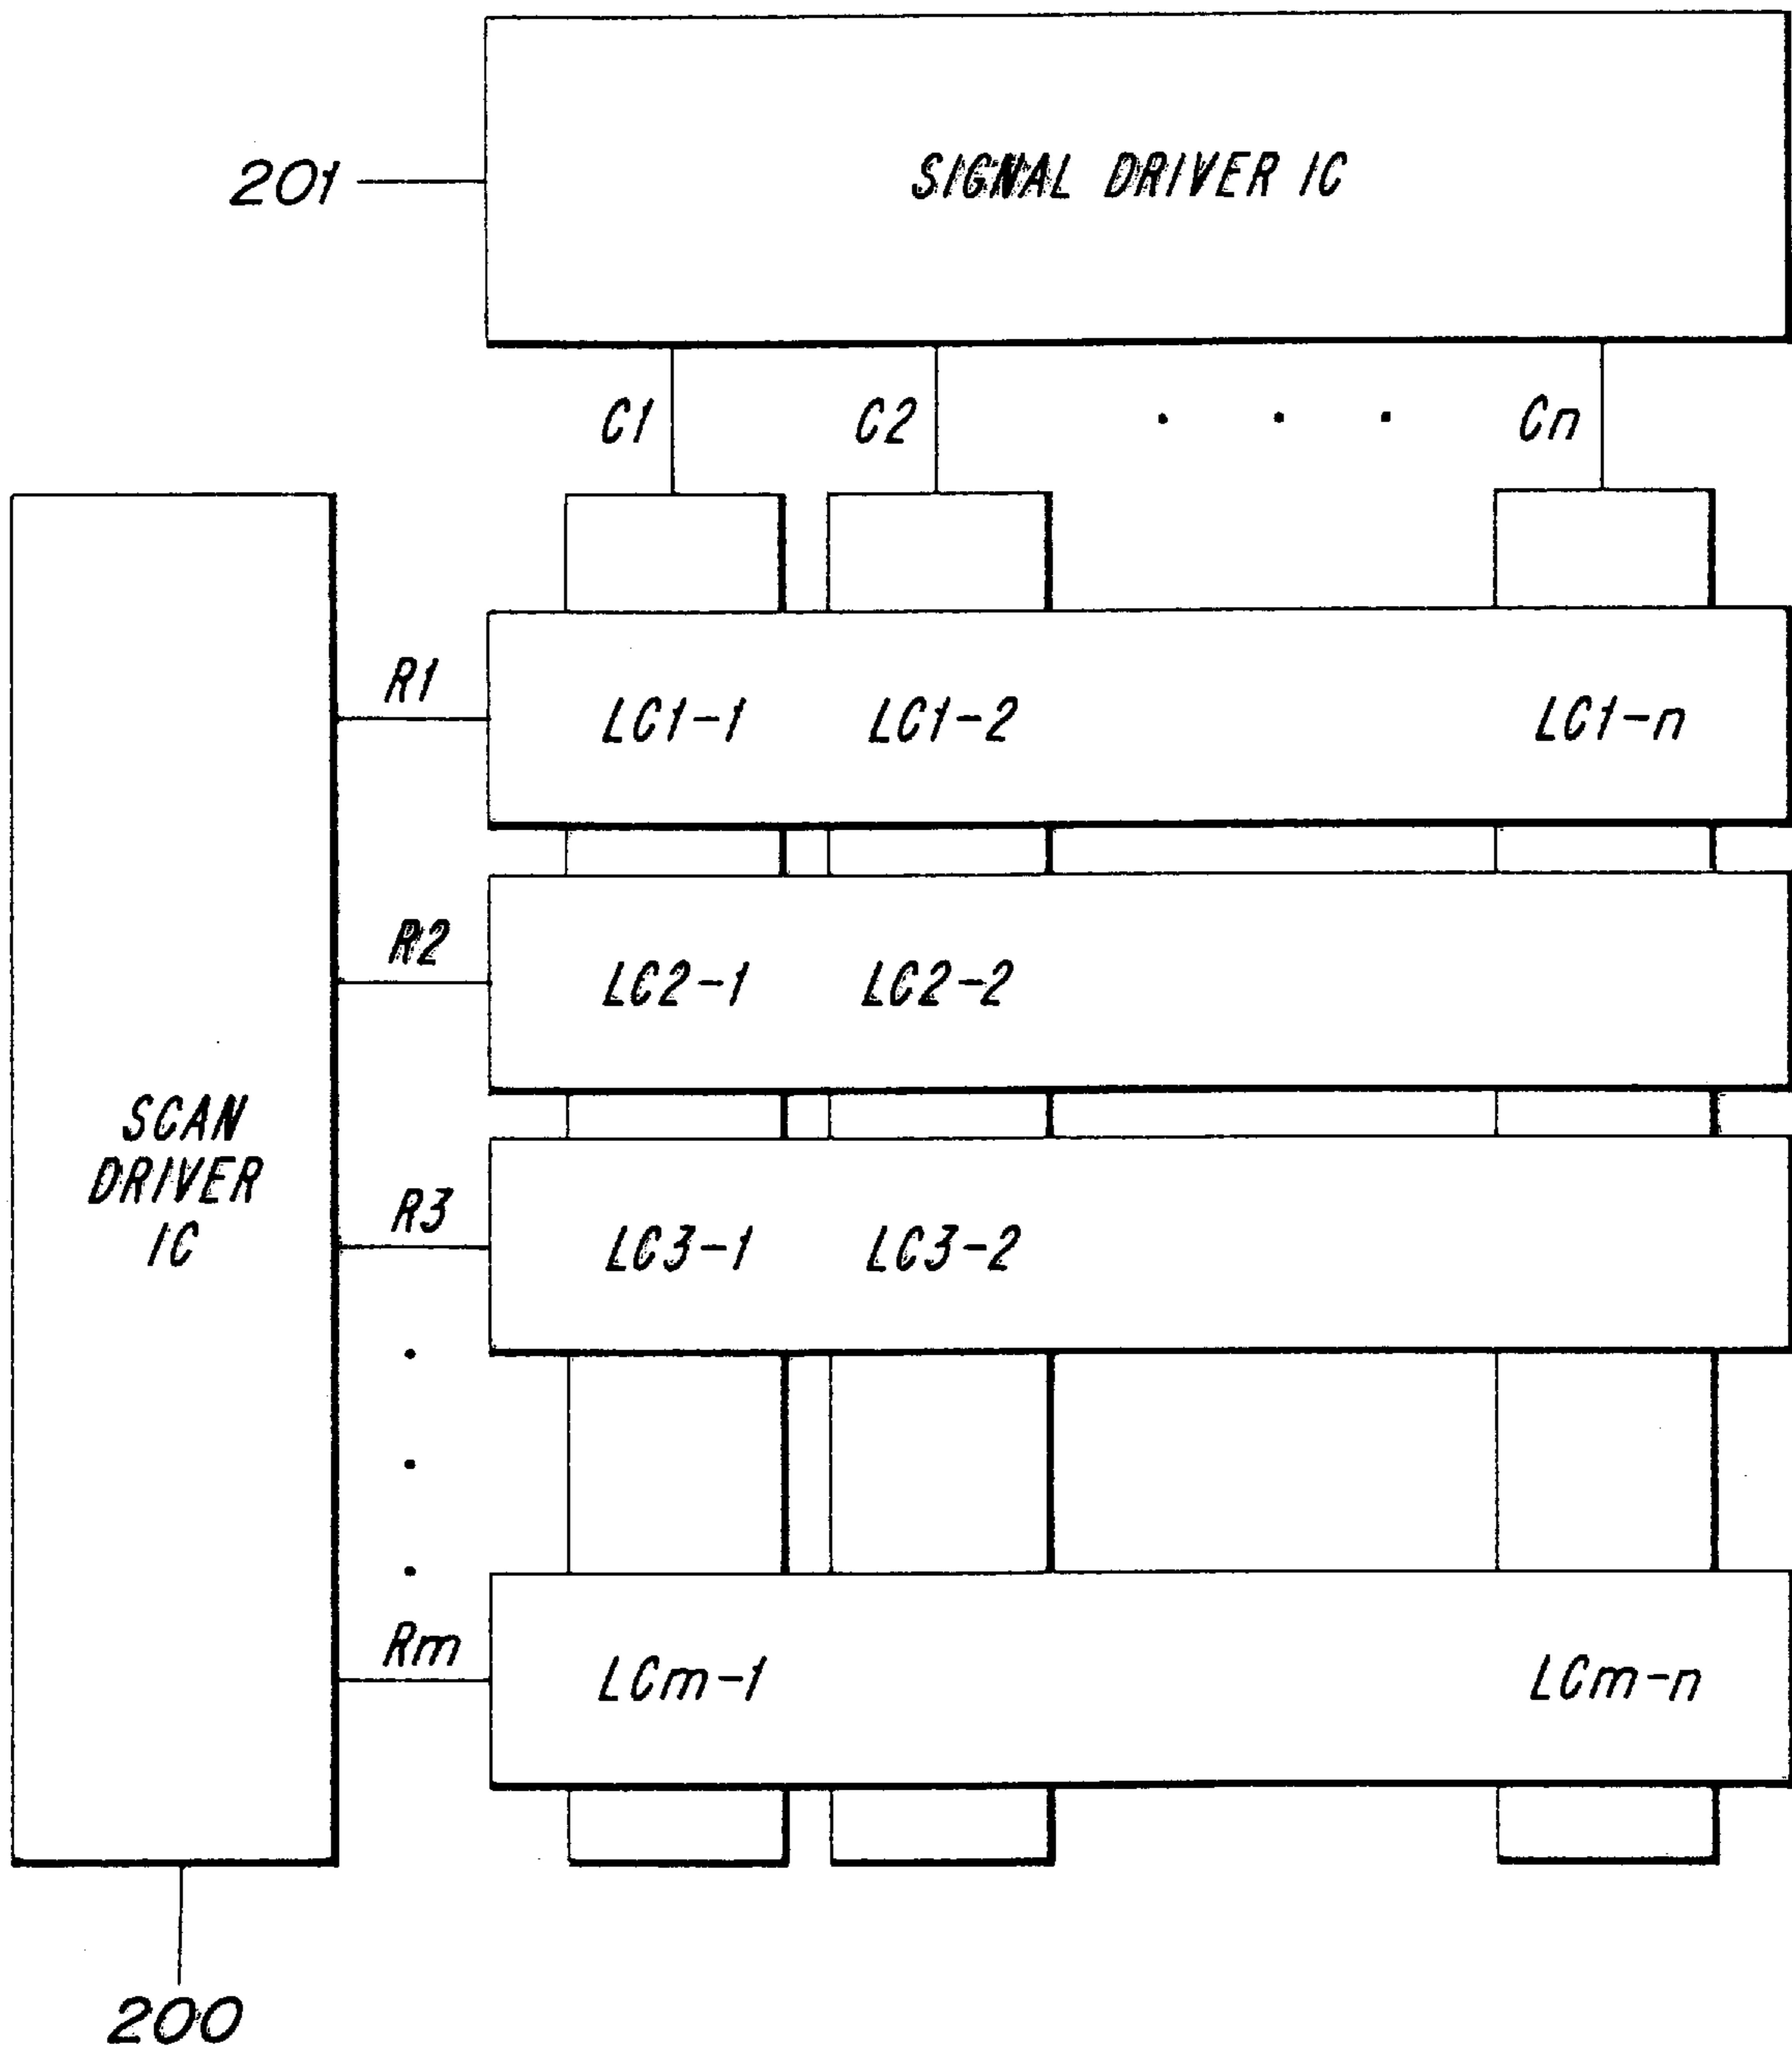 SIGNAL DRIVER IC
201
C1 C2 . . . Cn
R1
LC1-1 LC1-2 LC1-n
R2
LC2-1 LC2-2
SCAN
DRIVER
IC
R3
LC3-1 LC3-2
.
.
.
Rm
LCm-1 LCm-n
200